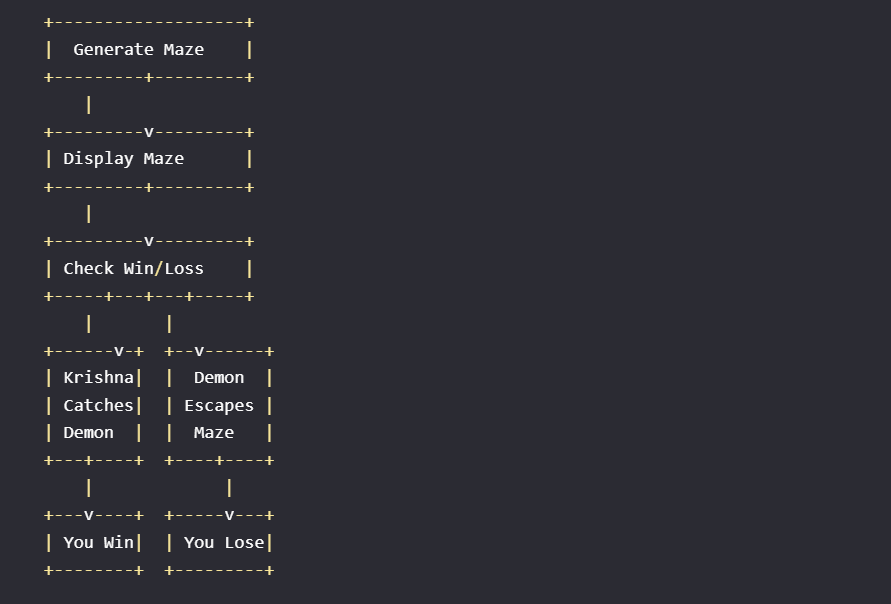 +-------------------+
|  Generate Maze    |
+---------+---------+
    |
+---------v---------+
| Display Maze      |
+---------+---------+
    |
+---------v---------+
| Check Win/Loss    |
+-----+---+---+-----+
    |       |
+------v-+  +--v------+
| Krishna|  |  Demon  |
| Catches|  | Escapes |
| Demon  |  |  Maze   |
+---+----+  +----+----+
    |             |
+---v----+  +-----v---+
| You Win|  | You Lose|
+--------+  +---------+